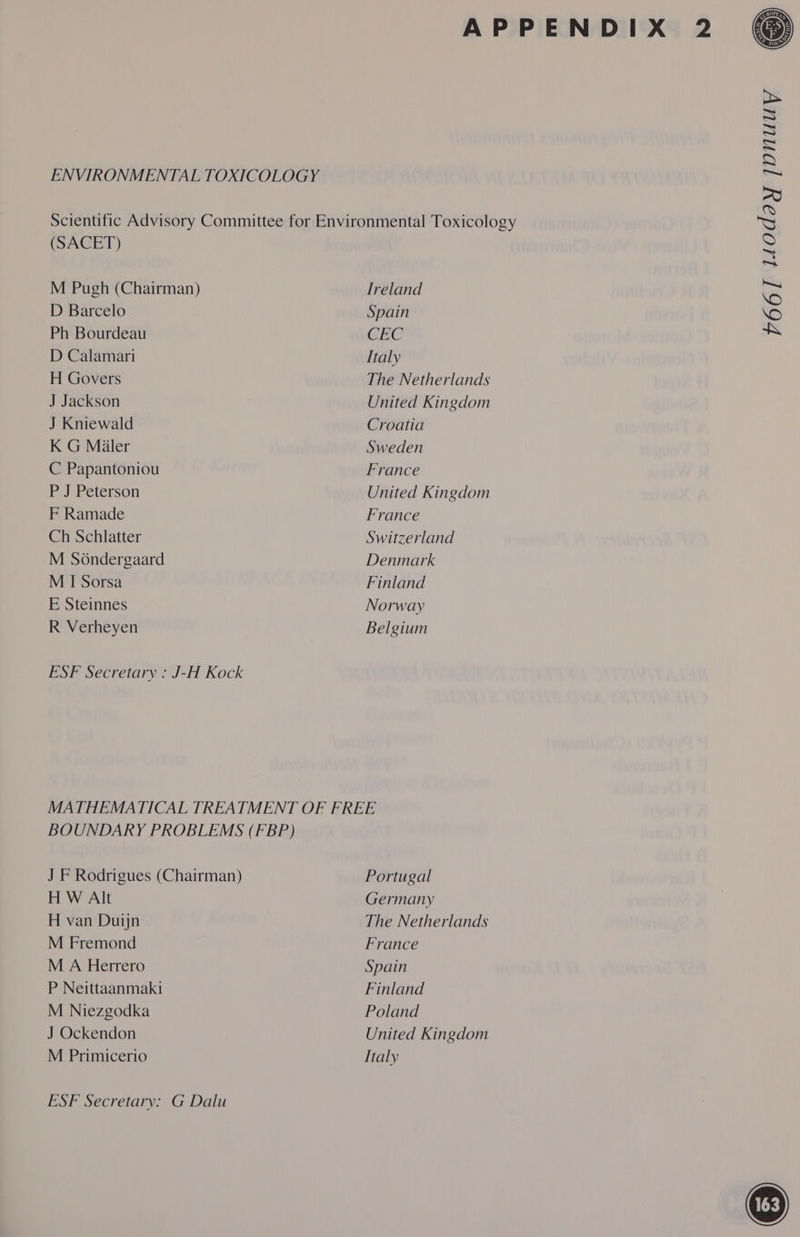 APPENDIX 2
Annual Report 1994
ENVIRONMENTAL TOXICOLOGY
Scientific Advisory Committee for Environmental Toxicology
(SACET)
M Pugh (Chairman) Ireland
D Barcelo Spain
Ph Bourdeau CEC
D Calamari Italy
H Govers The Netherlands
J Jackson United Kingdom
J Kniewald Croatia
K G Mäler Sweden
C Papantoniou France
P J Peterson United Kingdom
F Ramade France
Ch Schlatter Switzerland
M Söndergaard Denmark
M I Sorsa Finland
E Steinnes Norway
R Verheyen Belgium
ESF Secretary : J-H Kock
MATHEMATICAL TREATMENT OF FREE
BOUNDARY PROBLEMS (FBP)
J F Rodrigues (Chairman) Portugal
H W Alt Germany
H van Duijn The Netherlands
M Fremond France
M A Herrero Spain
P Neittaanmaki Finland
M Niezgodka Poland
J Ockendon United Kingdom
M Primicerio Italy
ESF Secretary: G Dalu
163